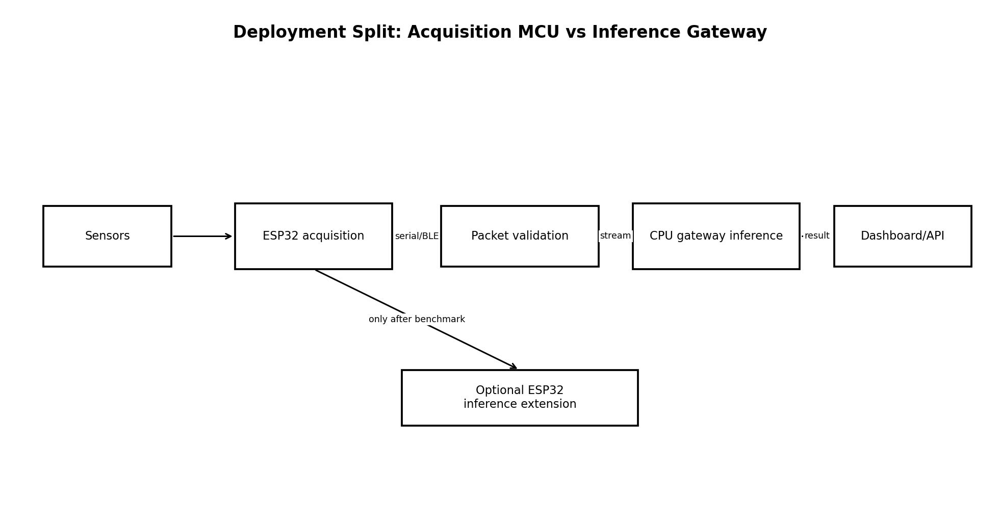 Deployment Split: Acquisition MCU vs Inference Gateway
Sensors
ESP32 acquisition
serial/BLE
Packet validation
stream
CPU gateway inference
result
Dashboard/API
only after benchmark
Optional ESP32
inference extension